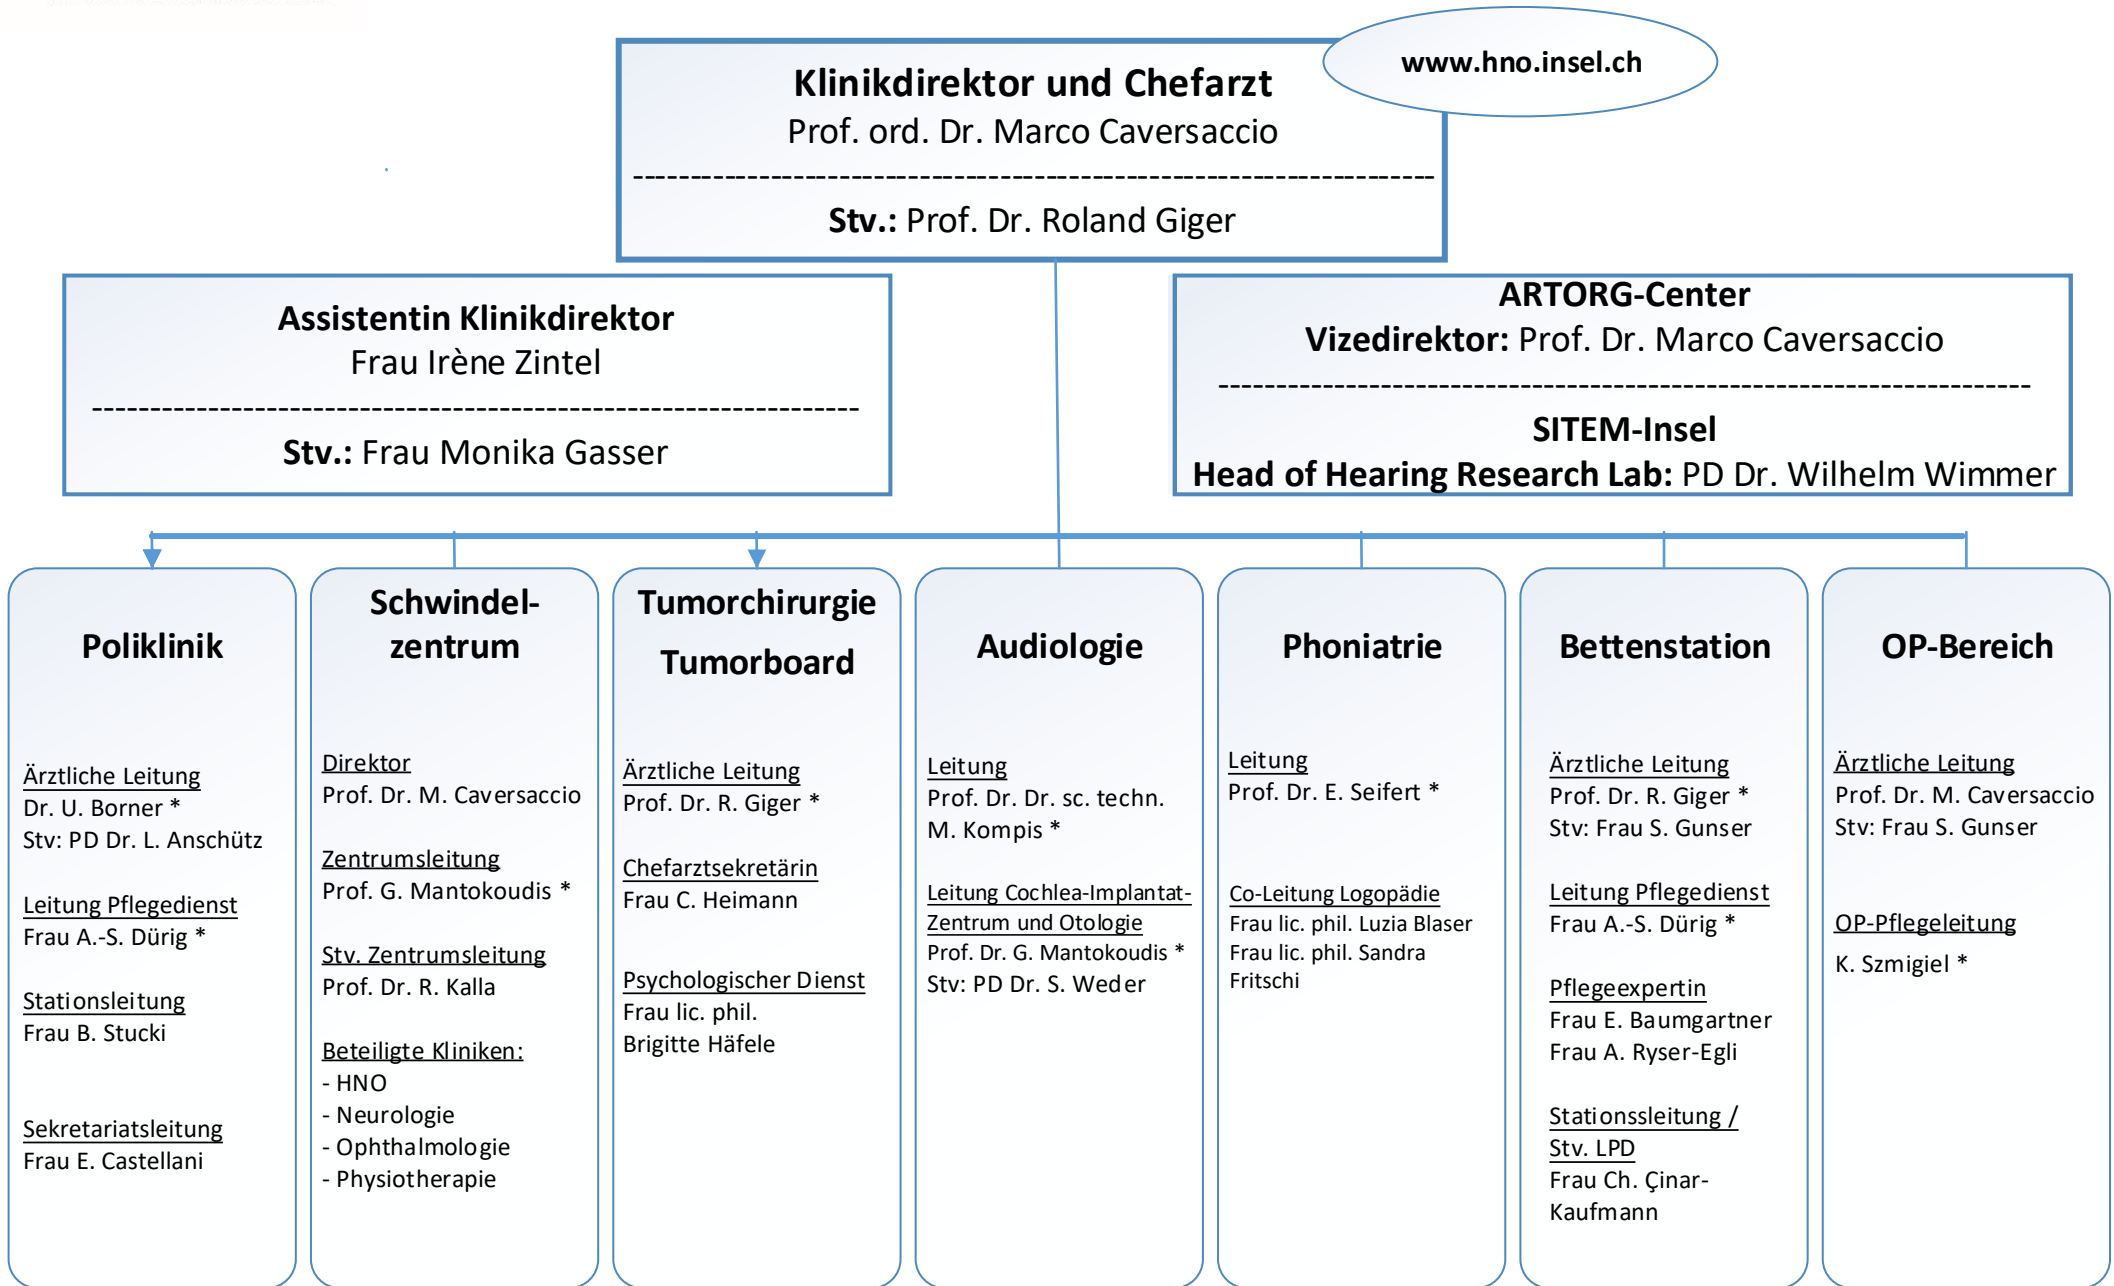 www.hno.insel.ch
Klinikdirektor und Chefarzt
Prof. ord. Dr. Marco Caversaccio
Stv.: Prof. Dr. Roland Giger
Assistentin Klinikdirektor
Frau Irène Zintel
Stv.: Frau Monika Gasser
ARTORG-Center
Vizedirektor: Prof. Dr. Marco Caversaccio
SITEM-Insel
Head of Hearing Research Lab: PD Dr. Wilhelm Wimmer
Poliklinik
Ärztliche Leitung
Dr. U. Borner *
Stv: PD Dr. L. Anschütz
Leitung Pflegedienst
Frau A.-S. Dürig *
Stationsleitung
Frau B. Stucki
Sekretariatsleitung
Frau E. Castellani
Schwindel-
zentrum
Direktor
Prof. Dr. M. Caversaccio
Zentrumsleitung
Prof. G. Mantokoudis *
Stv. Zentrumsleitung
Prof. Dr. R. Kalla
Beteiligte Kliniken:
- HNO
- Neurologie
- Ophthalmologie
- Physiotherapie
Tumorchirurgie
Tumorboard
Ärztliche Leitung
Prof. Dr. R. Giger *
Chefarztsekretärin
Frau C. Heimann
Psychologischer Dienst
Frau lic. phil.
Brigitte Häfele
Audiologie
Leitung
Prof. Dr. Dr. sc. techn.
M. Kompis *
Leitung Cochlea-Implantat-
Zentrum und Otologie
Prof. Dr. G. Mantokoudis *
Stv: PD Dr. S. Weder
Phoniatrie
Leitung
Prof. Dr. E. Seifert *
Co-Leitung Logopädie
Frau lic. phil. Luzia Blaser
Frau lic. phil. Sandra
Fritschi
Bettenstation
Ärztliche Leitung
Prof. Dr. R. Giger *
Stv: Frau S. Gunser
Leitung Pflegedienst
Frau A.-S. Dürig *
Pflegeexpertin
Frau E. Baumgartner
Frau A. Ryser-Egli
Stationssleitung /
Stv. LPD
Frau Ch. Çinar-
Kaufmann
OP-Bereich
Ärztliche Leitung
Prof. Dr. M. Caversaccio
Stv: Frau S. Gunser
OP-Pflegeleitung
K. Szmigiel *